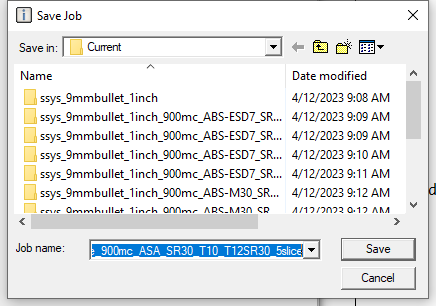 Save Job
Save in: Current
Name Date modified
ssys_9mmbullet_1inch 4/12/2023 9:08 AM
ssys_9mmbullet_1inch_900mc_ABS-ESD7_SR... 4/12/2023 9:09 AM
ssys_9mmbullet_1inch_900mc_ABS-ESD7_SR... 4/12/2023 9:09 AM
ssys_9mmbullet_1inch_900mc_ABS-ESD7_SR... 4/12/2023 9:10 AM
ssys_9mmbullet_1inch_900mc_ABS-ESD7_SR... 4/12/2023 9:11 AM
ssys_9mmbullet_1inch_900mc_ABS-M30_SR... 4/12/2023 9:12 AM
ssys_9mmbullet_1inch_900mc_ABS-M30_SR... 4/12/2023 9:12 AM
Job name: e_900mc_ASA_SR30_T10_T12SR30_5slice Save
Cancel
d